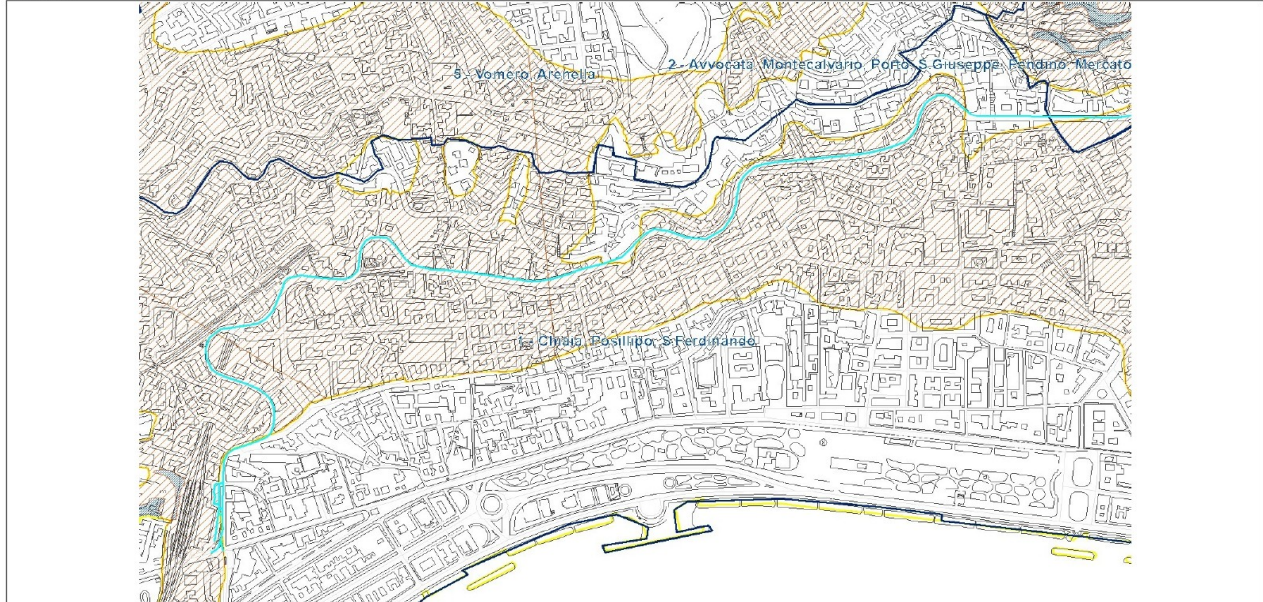 2 - Avvocata, Montecalvario, Porto, S.Giuseppe, Pendino, Mercato
5 - Vomero, Arenella
1 - Chiaia, Posillipo, S.Ferdinando